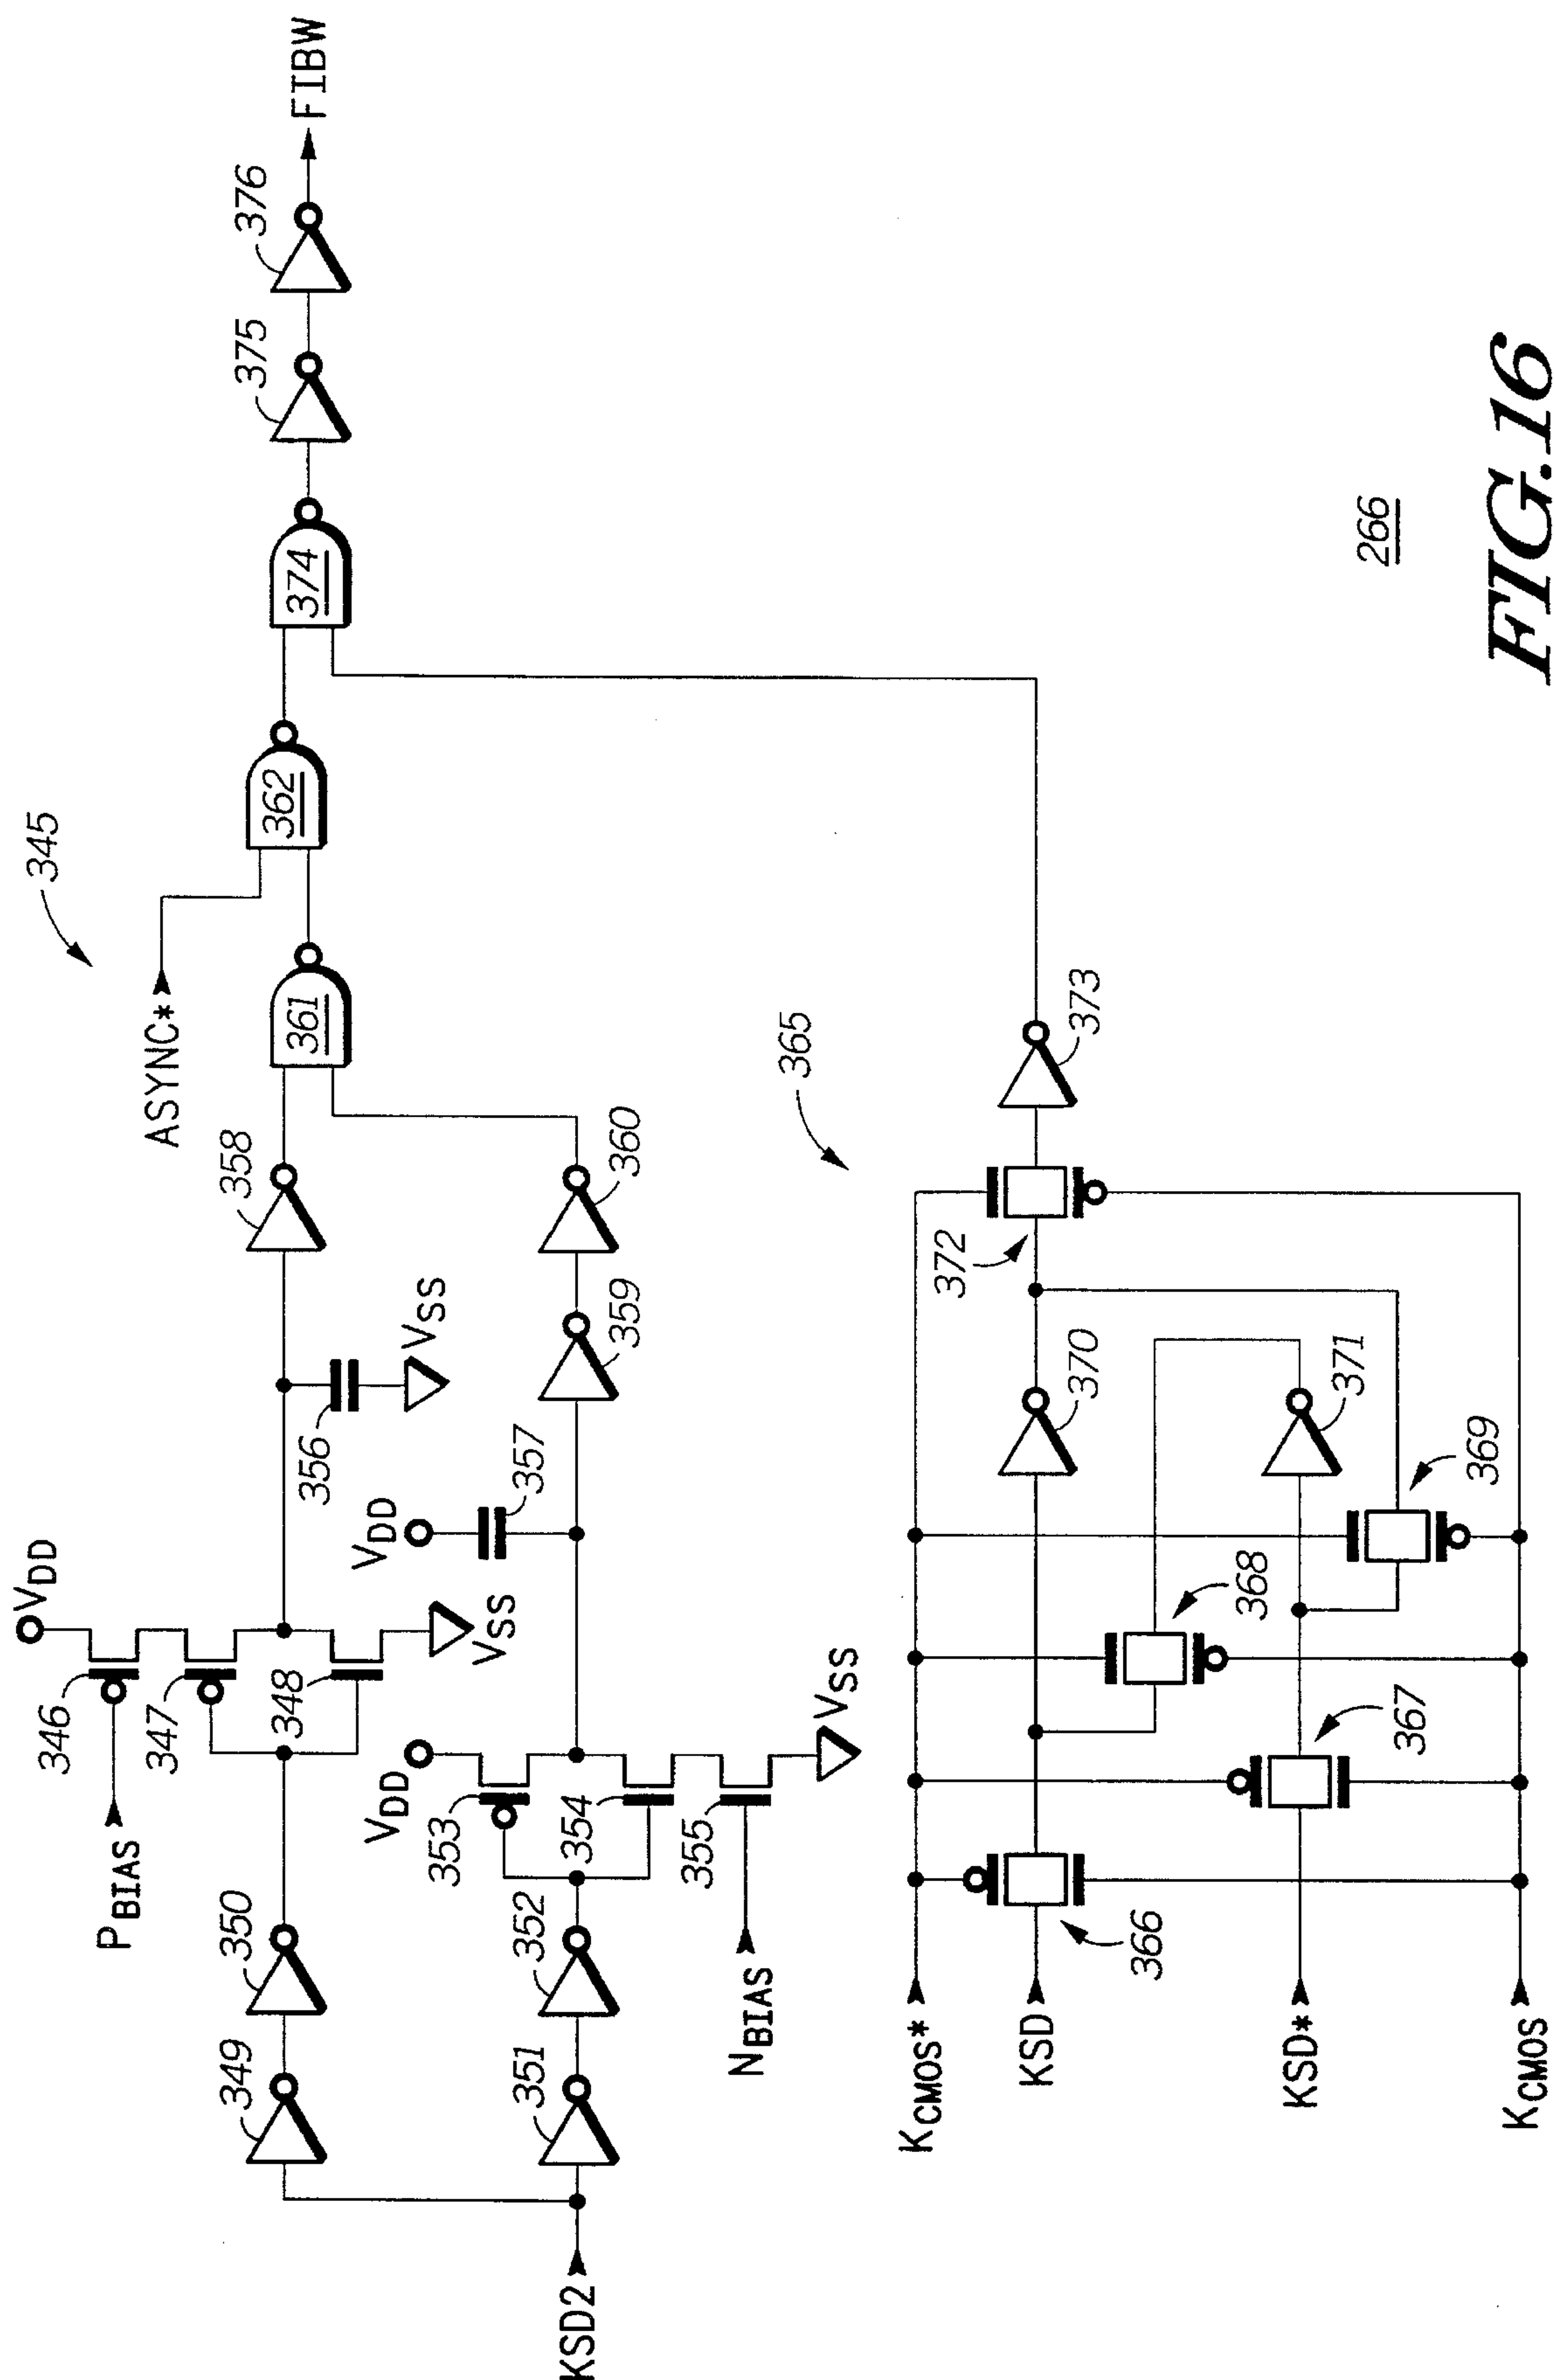 345
ASYNC*
VDD
346
PBIAS
347
348
VSS
349
350
356
VSS
358
361
362
374
375
376
FIBW
KSD2
351
352
VDD
353
354
355
NBIAS
VSS
VDD
357
359
360
365
KCMOS*
KSD
KSD*
KCMOS
366
367
368
369
370
371
372
373
266
FIG.16